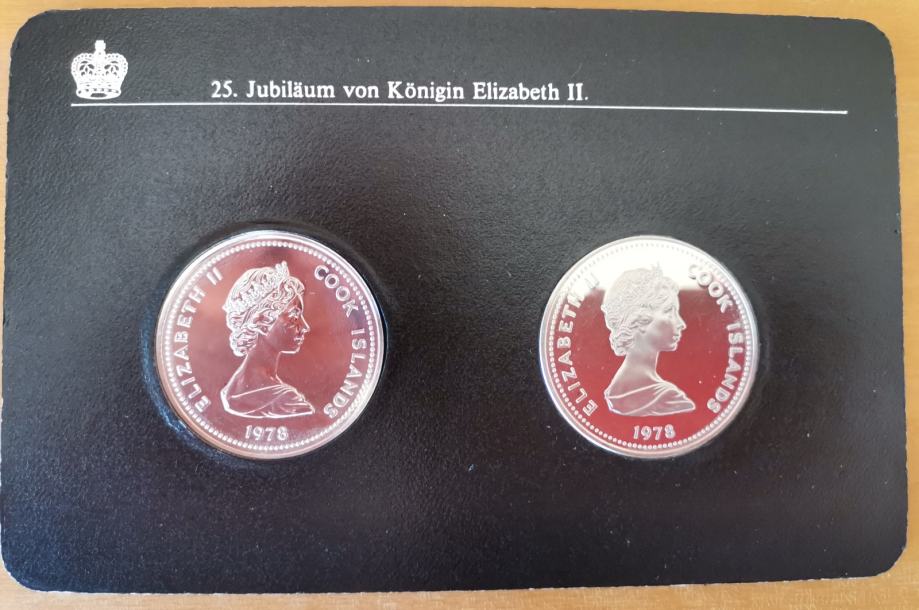 25. Jubiläum von Königin Elizabeth II.
ELIZABETH II COOK ISLANDS
1978
ELIZABETH II COOK ISLANDS
1978